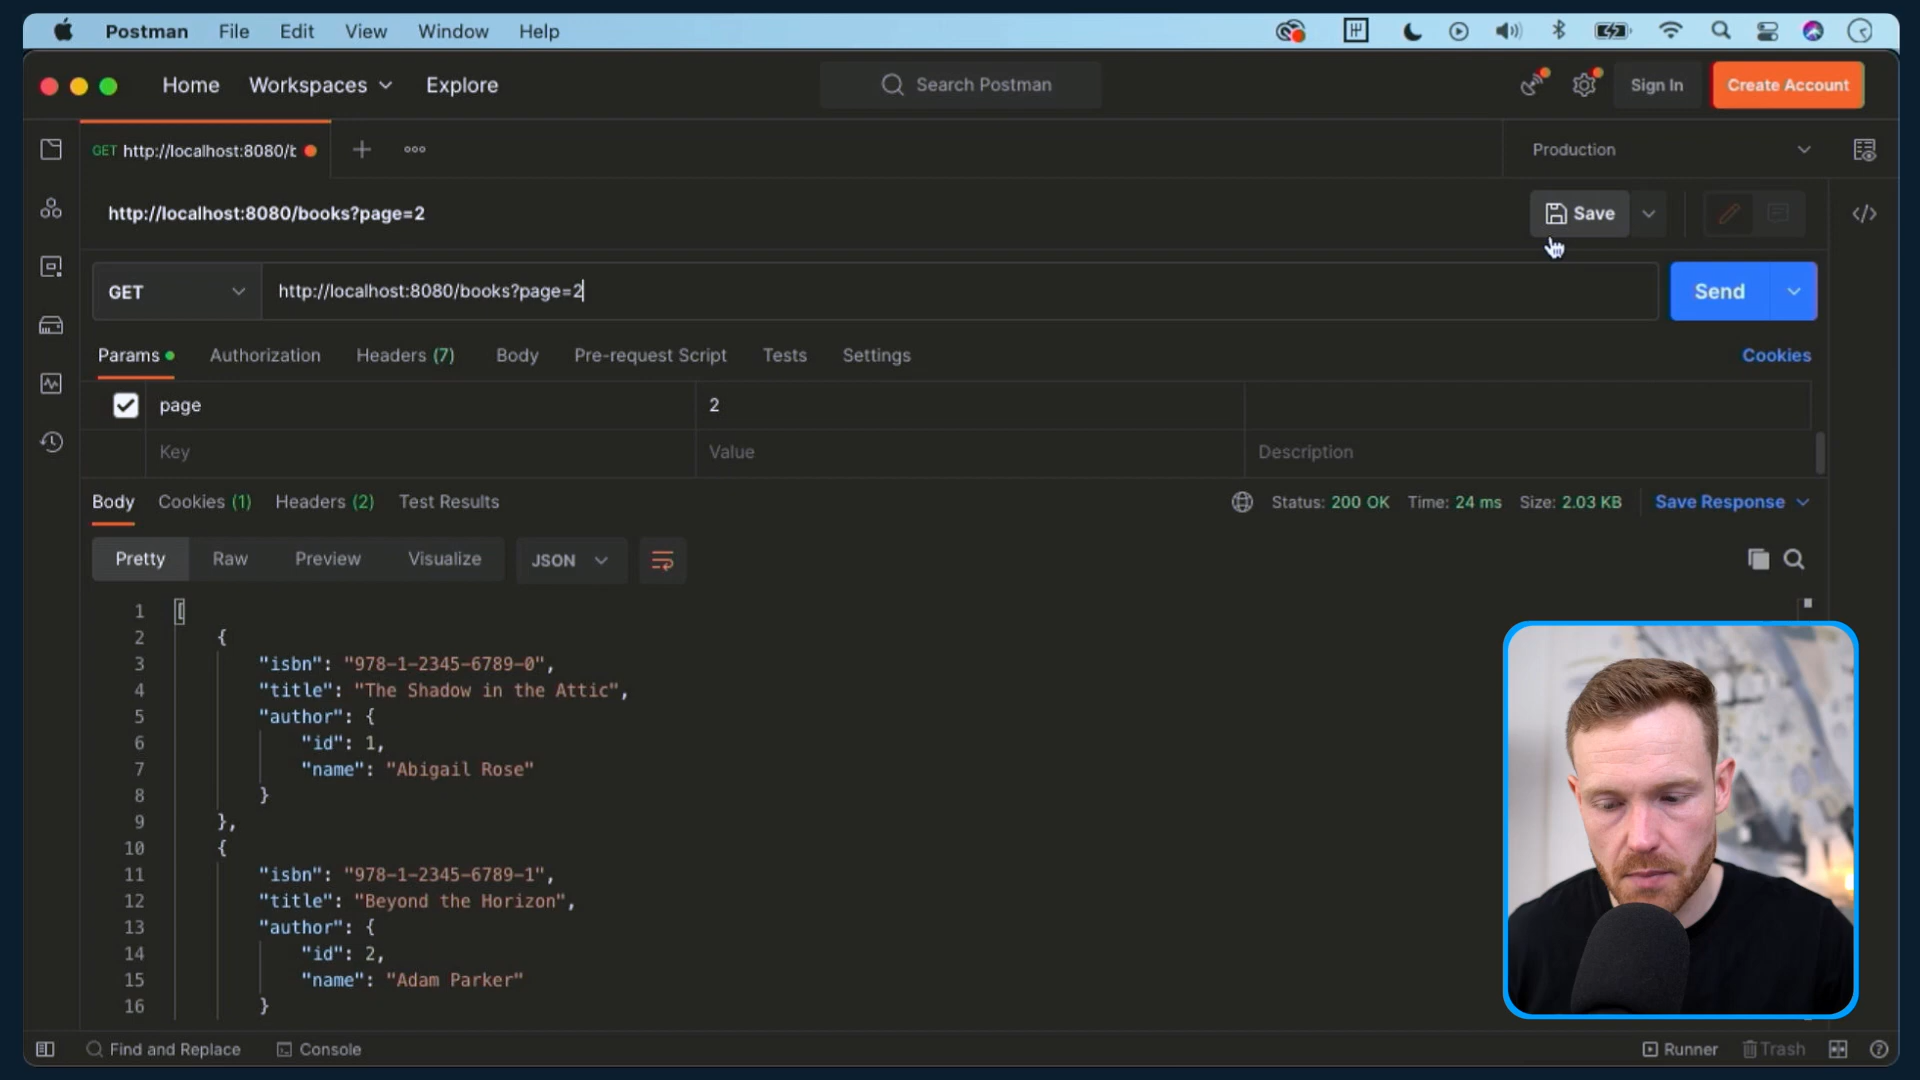 Postman File Edit View Window Help
Home Workspaces Explore Search Postman Sign In Create Account
GET http://localhost:8080/b Production
http://localhost:8080/books?page=2 Save
GET http://localhost:8080/books?page=2 Send
Params Authorization Headers (7) Body Pre-request Script Tests Settings Cookies
page 2
Key Value Description
Body Cookies (1) Headers (2) Test Results Status: 200 OK Time: 24 ms Size: 2.03 KB Save Response
Pretty Raw Preview Visualize JSON
1 [
2 {
3 "isbn": "978-1-2345-6789-0",
4 "title": "The Shadow in the Attic",
5 "author": {
6 "id": 1,
7 "name": "Abigail Rose"
8 }
9 },
10 {
11 "isbn": "978-1-2345-6789-1",
12 "title": "Beyond the Horizon",
13 "author": {
14 "id": 2,
15 "name": "Adam Parker"
16 }
Find and Replace Console Runner Trash